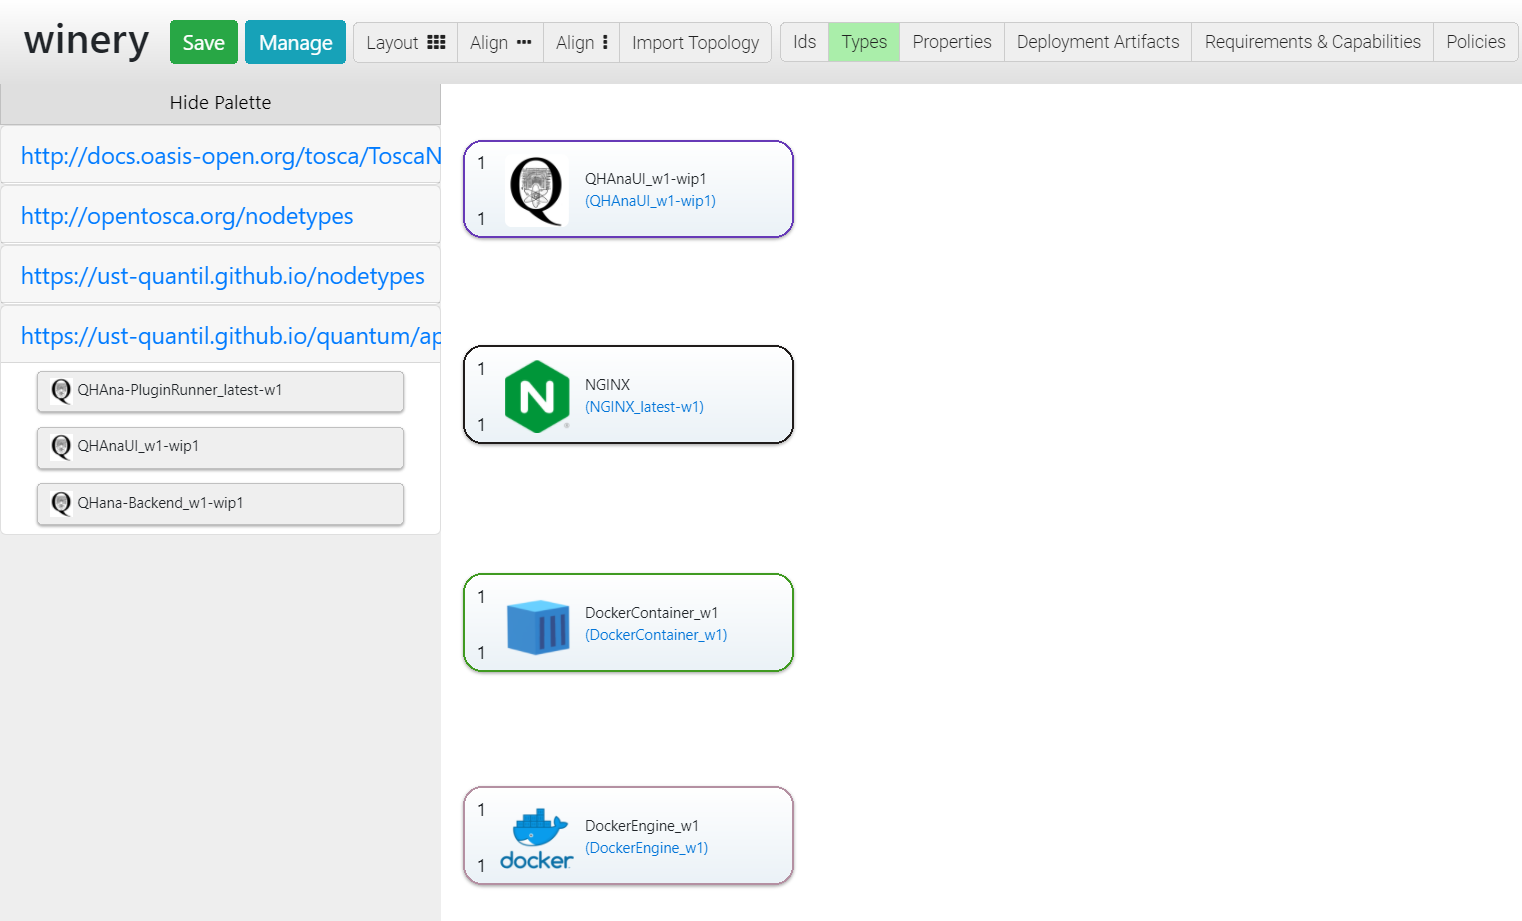 winery Save Manage Layout Align Align Import Topology Ids Types Properties Deployment Artifacts Requirements & Capabilities Policies
Hide Palette
http://docs.oasis-open.org/tosca/ToscaN
http://opentosca.org/nodetypes
https://ust-quantil.github.io/nodetypes
https://ust-quantil.github.io/quantum/ap
QHAna-PluginRunner_latest-w1
QHAnaUI_w1-wip1
QHana-Backend_w1-wip1
1
QHAnaUI_w1-wip1
(QHAnaUI_w1-wip1)
1
1
NGINX
(NGINX_latest-w1)
1
1
DockerContainer_w1
(DockerContainer_w1)
1
1
DockerEngine_w1
(DockerEngine_w1)
docker
1